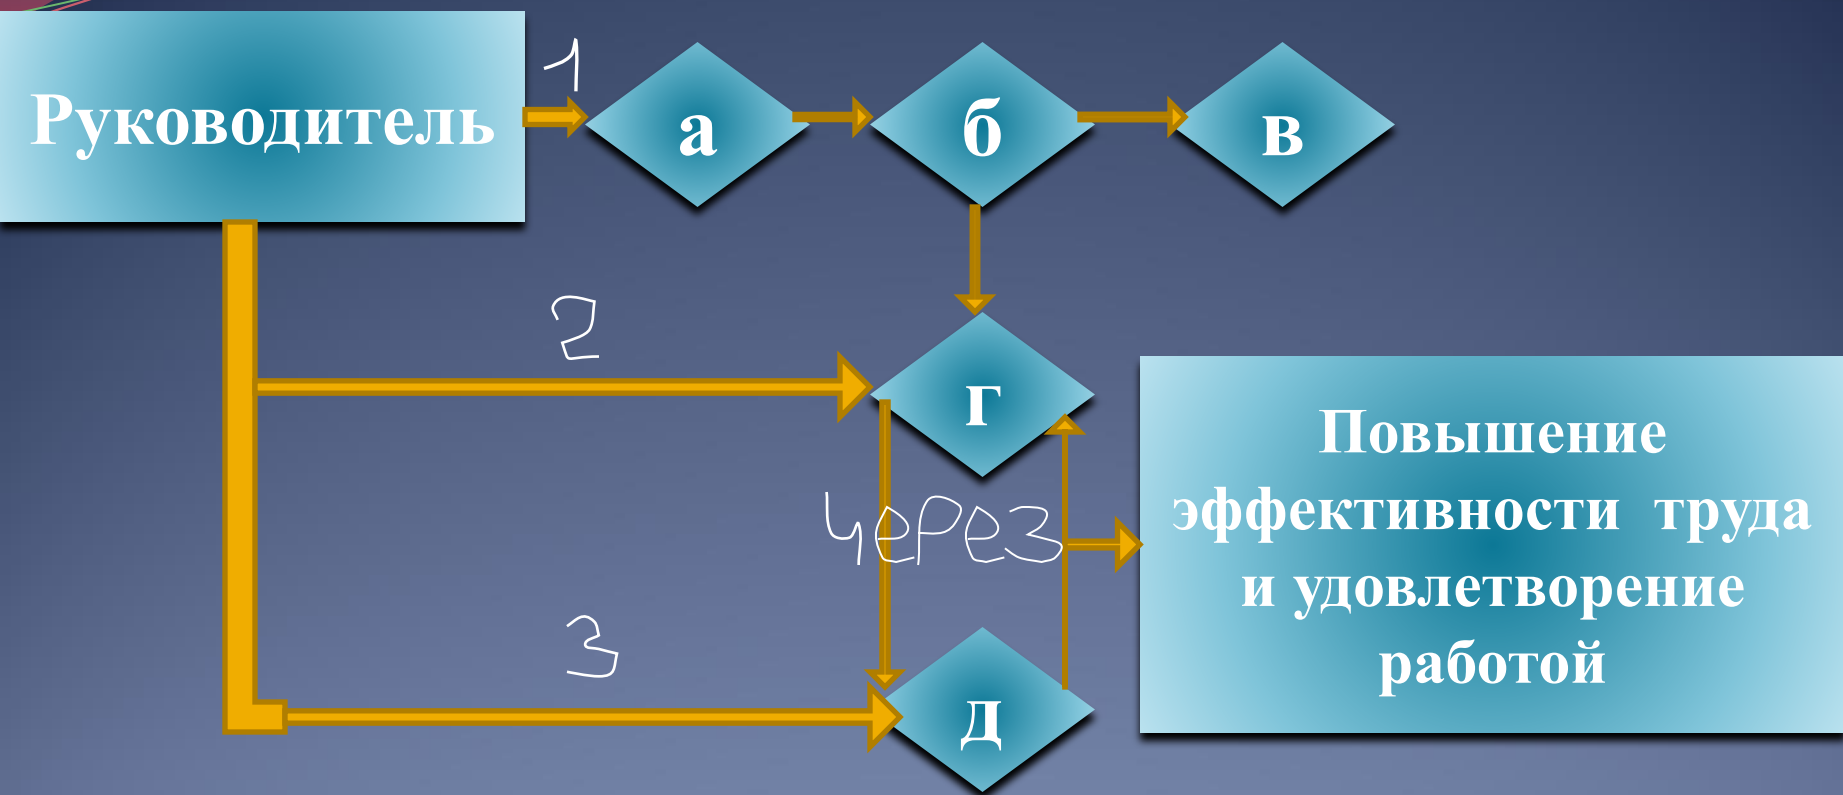 Руководитель
1
а
б
в
2
г
Повышение
эффективности труда
и удовлетворение
работой
через
3
д